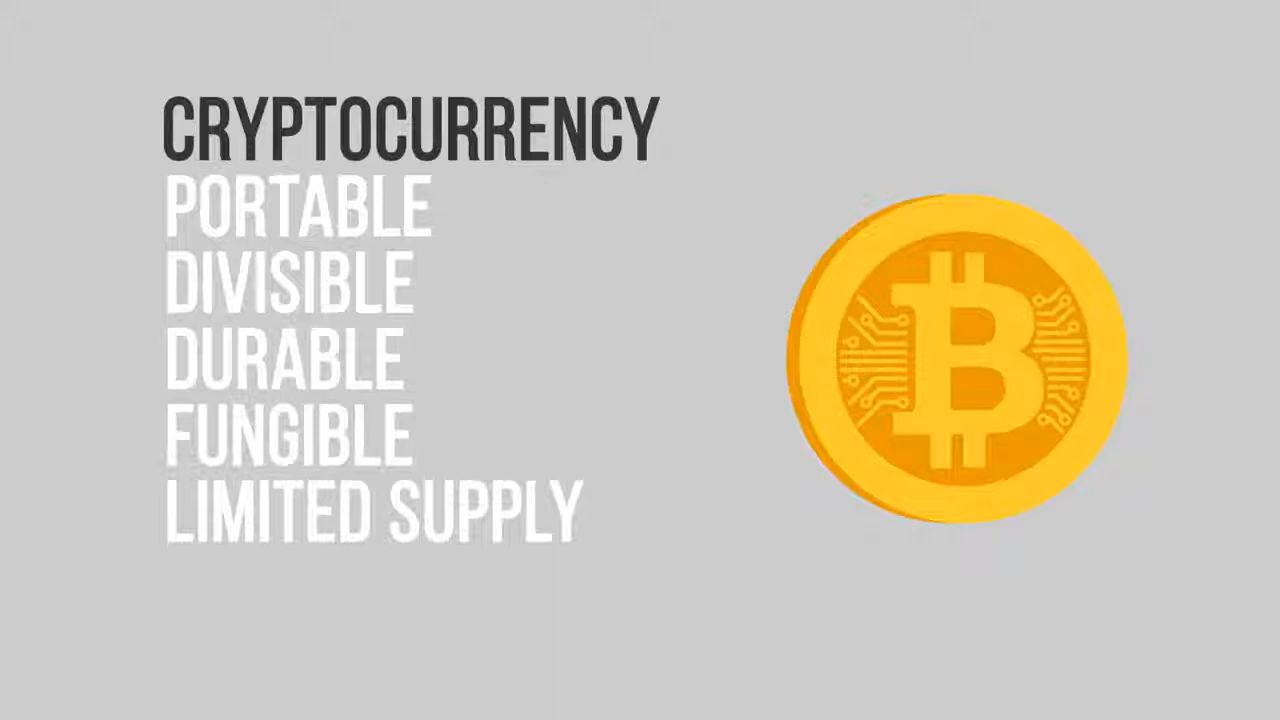 CRYPTOCURRENCY
PORTABLE
DIVISIBLE
DURABLE
FUNGIBLE
LIMITED SUPPLY